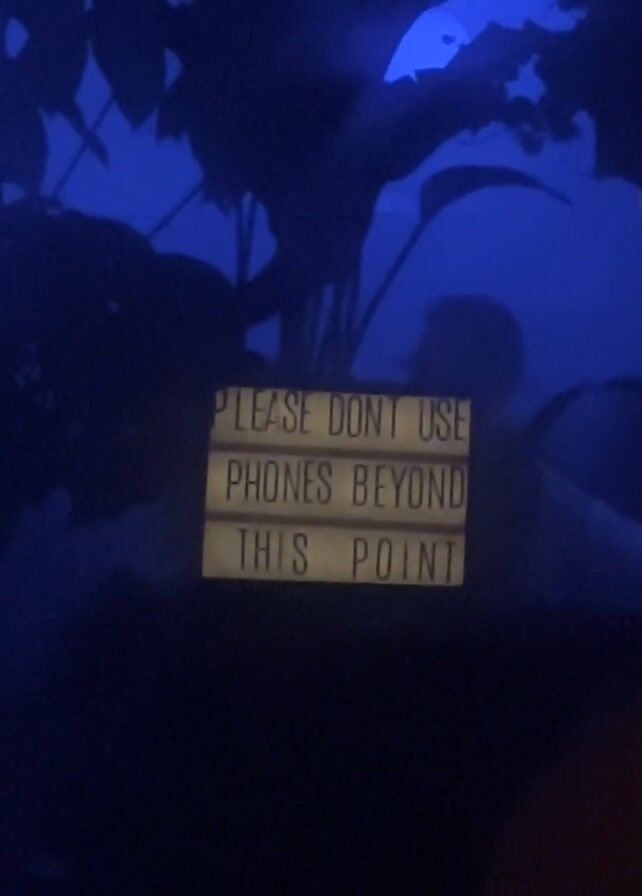 PLEASE DONT USE
PHONES BEYOND
THIS POINT